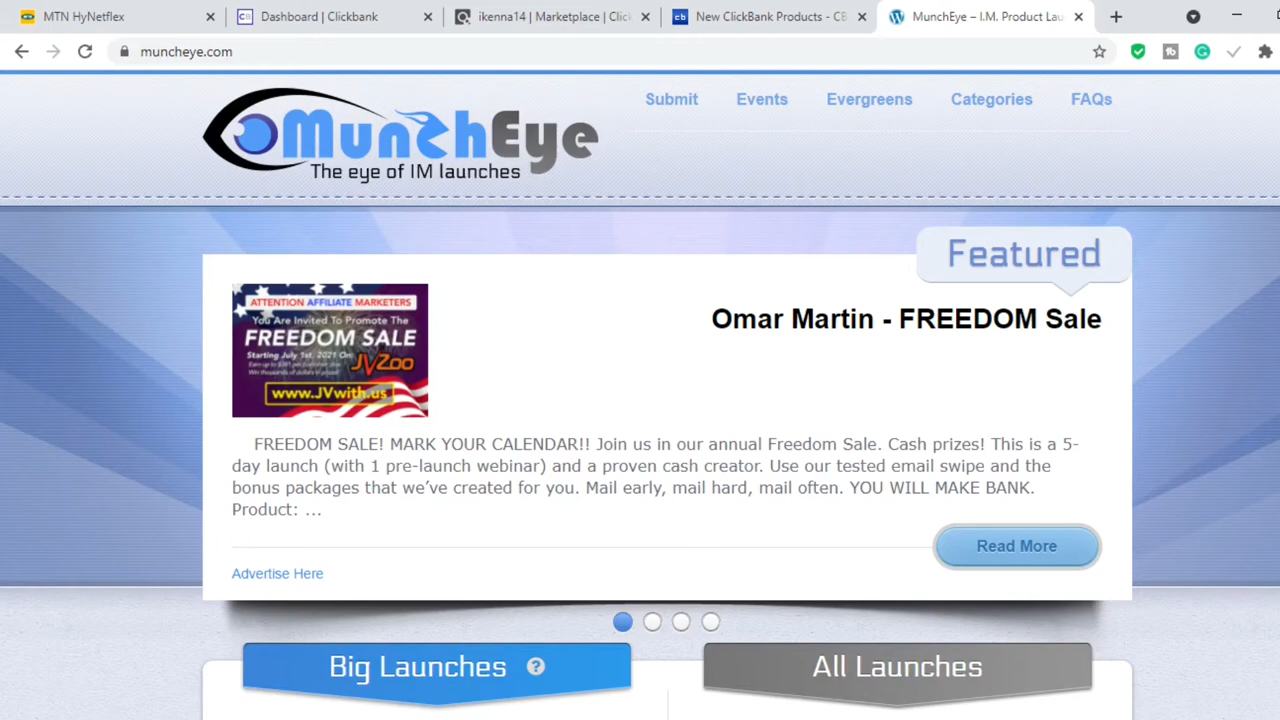 MTN HyNetflex
Dashboard | Clickbank
ikenna14 | Marketplace | Clic
New ClickBank Products - CB
MunchEye – I.M. Product Lau
muncheye.com
MunchEye
The eye of IM launches
Submit
Events
Evergreens
Categories
FAQs
Featured
ATTENTION AFFILIATE MARKETERS
You Are Invited To Promote The
FREEDOM SALE
Starting July 1st, 2021 On:
JVZoo
www.JVwith.us
Omar Martin - FREEDOM Sale
FREEDOM SALE! MARK YOUR CALENDAR!! Join us in our annual Freedom Sale. Cash prizes! This is a 5-
day launch (with 1 pre-launch webinar) and a proven cash creator. Use our tested email swipe and the
bonus packages that we’ve created for you. Mail early, mail hard, mail often. YOU WILL MAKE BANK.
Product: ...
Read More
Advertise Here
Big Launches ?
All Launches